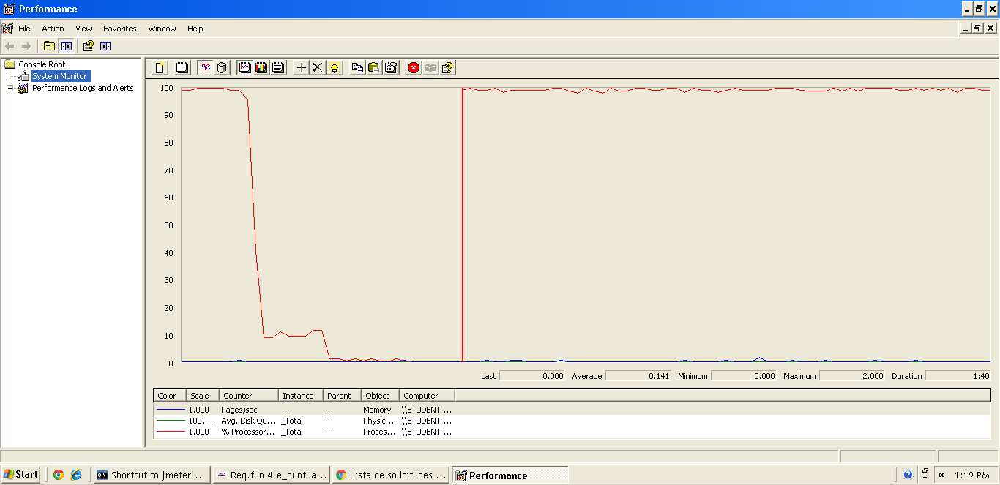 Performance
File Action View Favorites Window Help
Console Root
System Monitor
Performance Logs and Alerts
100
90
80
70
60
50
40
30
20
10
0
Last 0.000 Average 0.141 Minimum 0.000 Maximum 2.000 Duration 1:40
Color Scale Counter Instance Parent Object Computer
1.000 Pages/sec --- --- Memory \\STUDENT-...
100.... Avg. Disk Qu... _Total --- Physic... \\STUDENT-...
1.000 % Processor... _Total --- Proces... \\STUDENT-...
Start Shortcut to jmeter.... Req.fun.4.e_puntua... Lista de solicitudes ... Performance « 1:19 PM